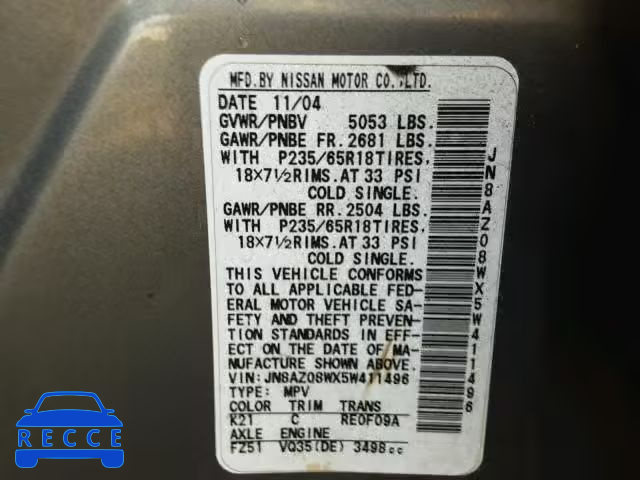 MFD.BY NISSAN MOTOR CO.,LTD.
DATE 11/04
GVWR/PNBV 5053 LBS.
GAWR/PNBE FR. 2681 LBS.
WITH P235/65R18TIRES,
18X7½RIMS.AT 33 PSI
COLD SINGLE.
GAWR/PNBE RR. 2504 LBS.
WITH P235/65R18TIRES,
18X7½RIMS.AT 33 PSI
COLD SINGLE.
THIS VEHICLE CONFORMS
TO ALL APPLICABLE FED-
ERAL MOTOR VEHICLE SA-
FETY AND THEFT PREVEN-
TION STANDARDS IN EFF-
ECT ON THE DATE OF MA-
NUFACTURE SHOWN ABOVE.
VIN:JN8AZ08WX5W411496
TYPE: MPV
COLOR TRIM TRANS
K21 C RE0F09A
AXLE ENGINE
FZ51 VQ35(DE) 3498cc
JN8AZ08WX5W411496
RECCE